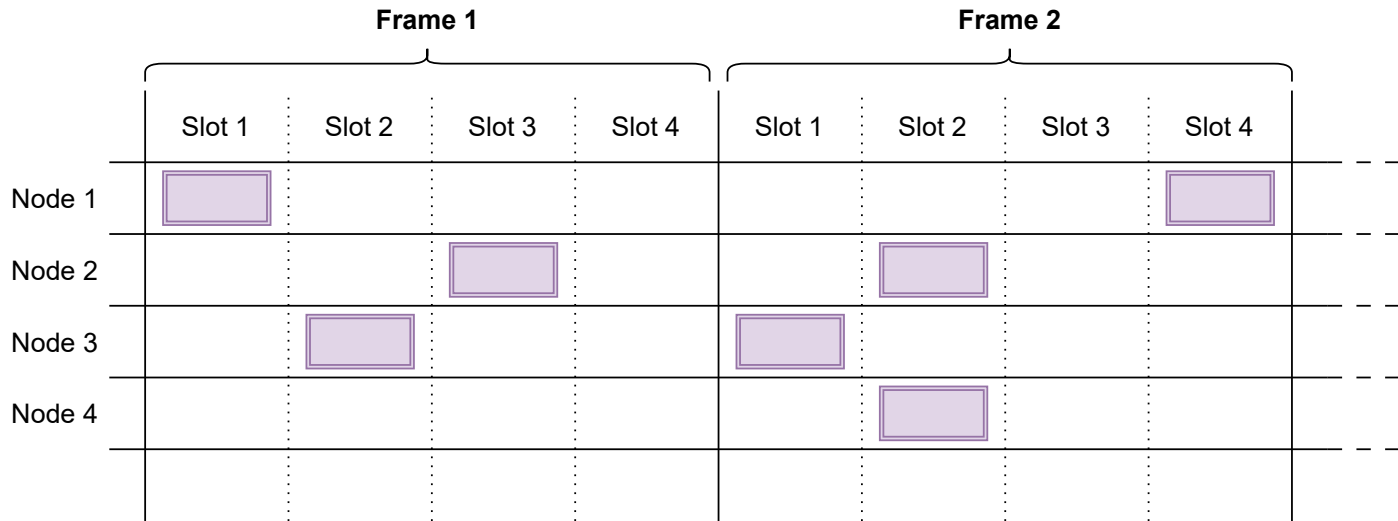 Frame 1 Frame 2
Slot 1 Slot 2 Slot 3 Slot 4 Slot 1 Slot 2 Slot 3 Slot 4
Node 1
Node 2
Node 3
Node 4